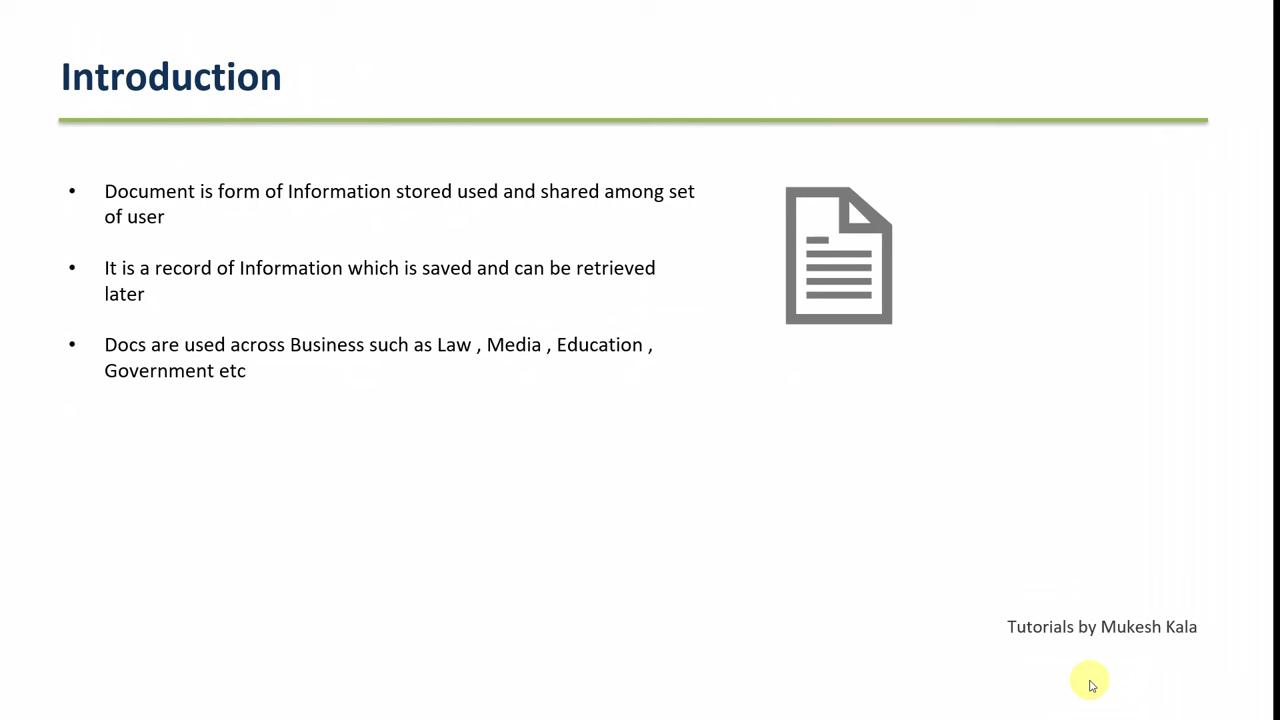 Introduction
• Document is form of Information stored used and shared among set
of user
• It is a record of Information which is saved and can be retrieved
later
• Docs are used across Business such as Law , Media , Education ,
Government etc
Tutorials by Mukesh Kala